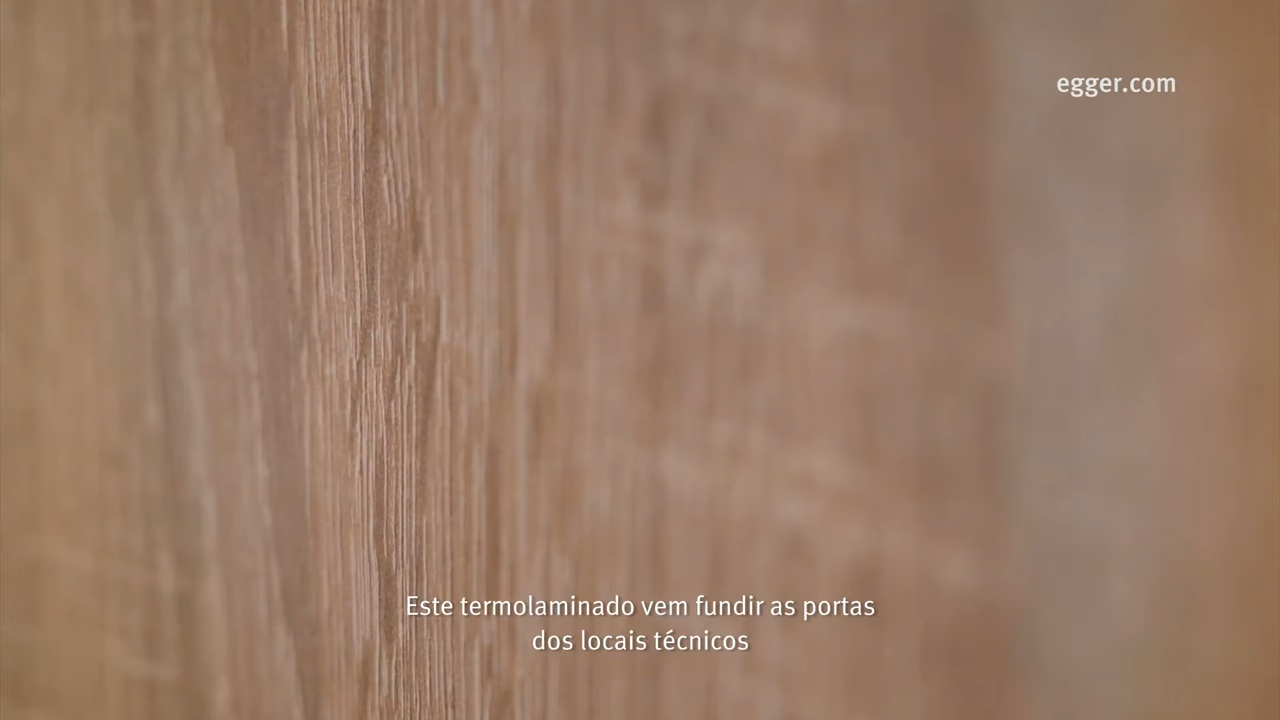 egger.com
Este termolaminado vem fundir as portas
dos locais técnicos